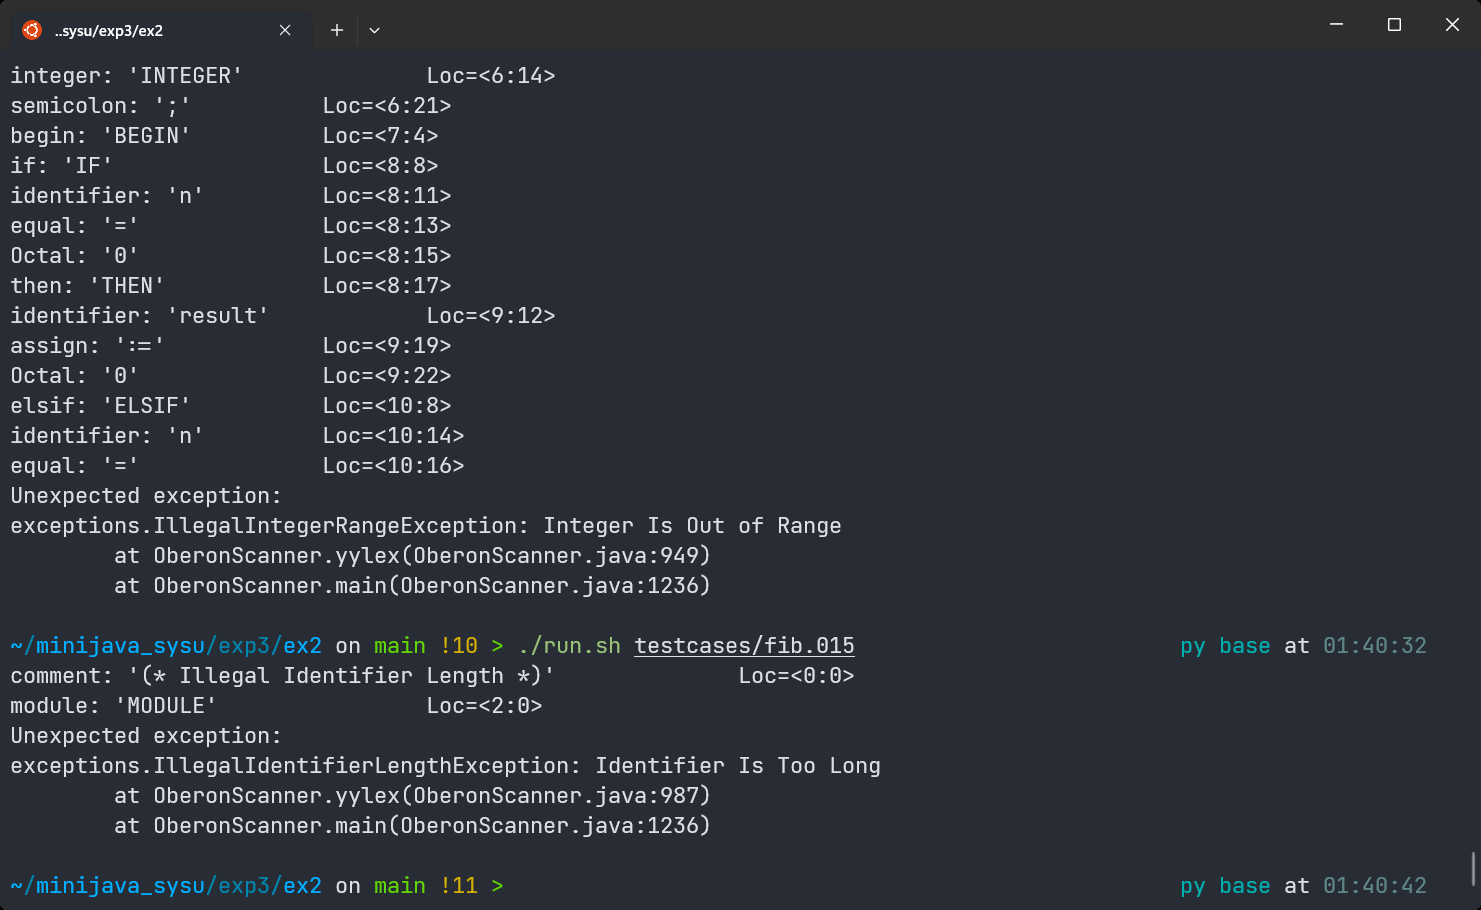 ..sysu/exp3/ex2
integer: 'INTEGER' Loc=<6:14>
semicolon: ';' Loc=<6:21>
begin: 'BEGIN' Loc=<7:4>
if: 'IF' Loc=<8:8>
identifier: 'n' Loc=<8:11>
equal: '=' Loc=<8:13>
Octal: '0' Loc=<8:15>
then: 'THEN' Loc=<8:17>
identifier: 'result' Loc=<9:12>
assign: ':=' Loc=<9:19>
Octal: '0' Loc=<9:22>
elsif: 'ELSIF' Loc=<10:8>
identifier: 'n' Loc=<10:14>
equal: '=' Loc=<10:16>
Unexpected exception:
exceptions.IllegalIntegerRangeException: Integer Is Out of Range
at OberonScanner.yylex(OberonScanner.java:949)
at OberonScanner.main(OberonScanner.java:1236)
~/minijava_sysu/exp3/ex2 on main !10 > ./run.sh testcases/fib.015 py base at 01:40:32
comment: '(* Illegal Identifier Length *)' Loc=<0:0>
module: 'MODULE' Loc=<2:0>
Unexpected exception:
exceptions.IllegalIdentifierLengthException: Identifier Is Too Long
at OberonScanner.yylex(OberonScanner.java:987)
at OberonScanner.main(OberonScanner.java:1236)
~/minijava_sysu/exp3/ex2 on main !11 > py base at 01:40:42